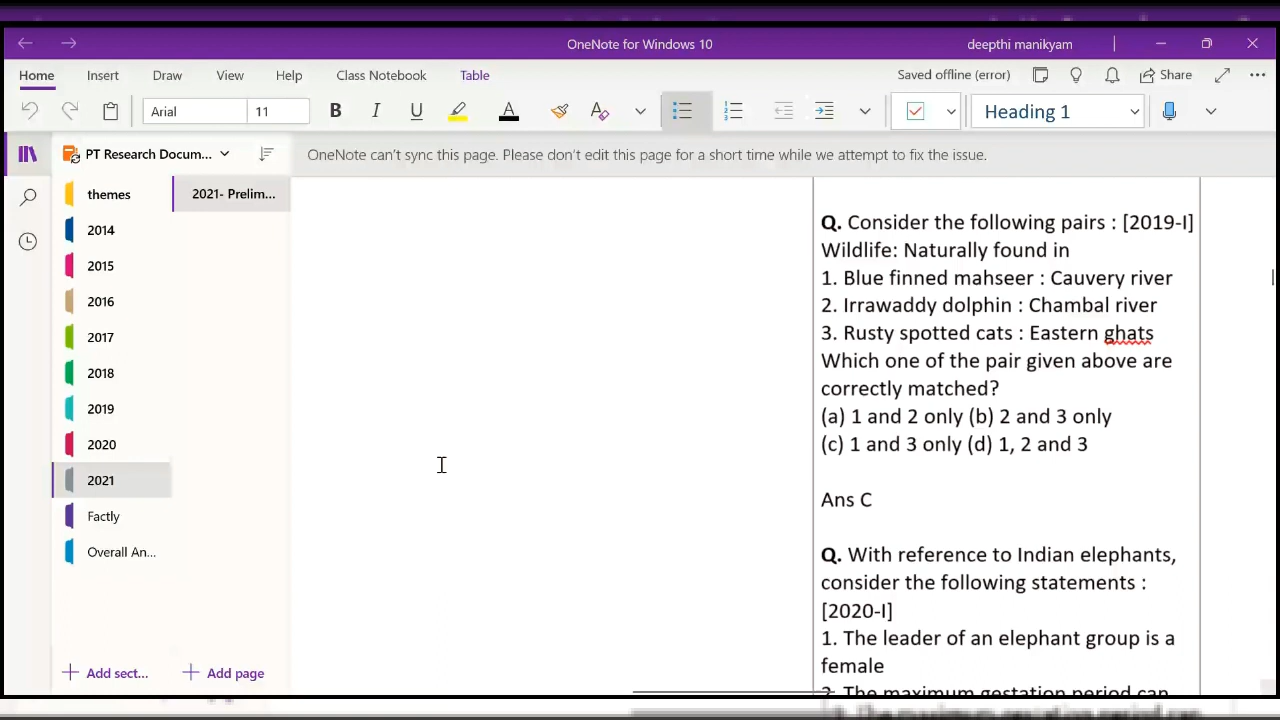 OneNote for Windows 10
deepthi manikyam
Home Insert Draw View Help Class Notebook Table
Saved offline (error)
Share
Arial
11
B I U A A
Heading 1
PT Research Docum...
OneNote can't sync this page. Please don't edit this page for a short time while we attempt to fix the issue.
themes
2014
2015
2016
2017
2018
2019
2020
2021
Factly
Overall An...
Add sect...
Add page
2021- Prelim...
Q. Consider the following pairs : [2019-I]
Wildlife: Naturally found in
1. Blue finned mahseer : Cauvery river
2. Irrawaddy dolphin : Chambal river
3. Rusty spotted cats : Eastern ghats
Which one of the pair given above are
correctly matched?
(a) 1 and 2 only (b) 2 and 3 only
(c) 1 and 3 only (d) 1, 2 and 3
Ans C
Q. With reference to Indian elephants,
consider the following statements :
[2020-I]
1. The leader of an elephant group is a
female
2. The maximum gestation period can